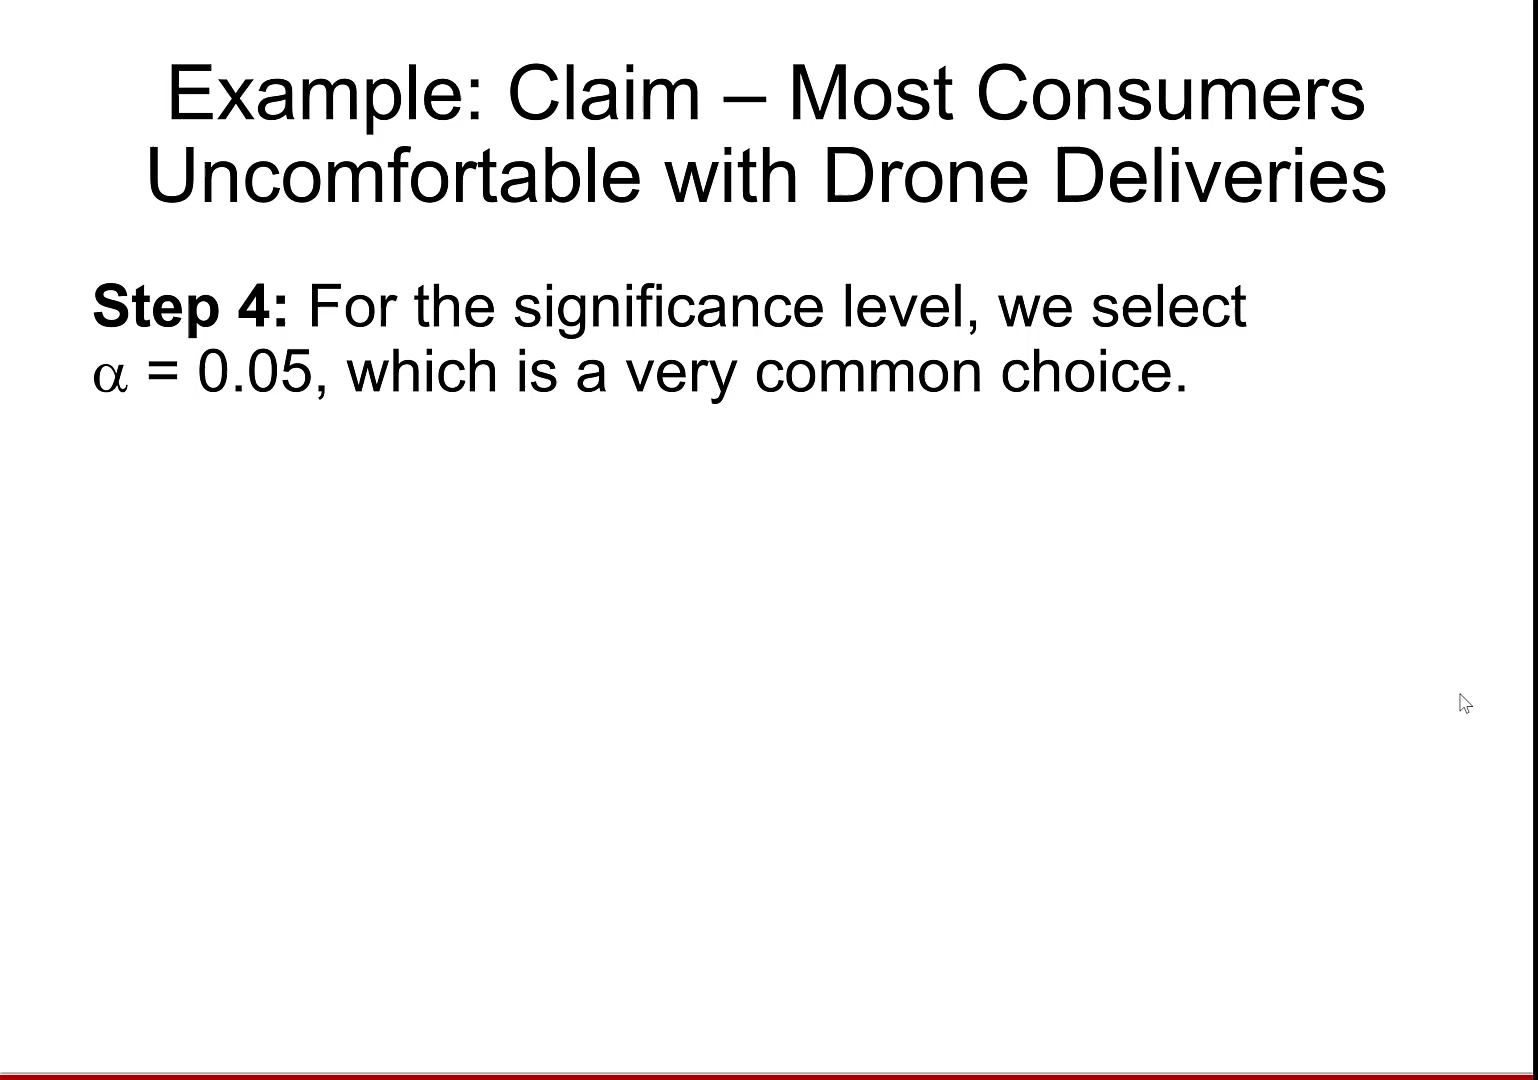 Example: Claim – Most Consumers
Uncomfortable with Drone Deliveries
Step 4: For the significance level, we select
α = 0.05, which is a very common choice.